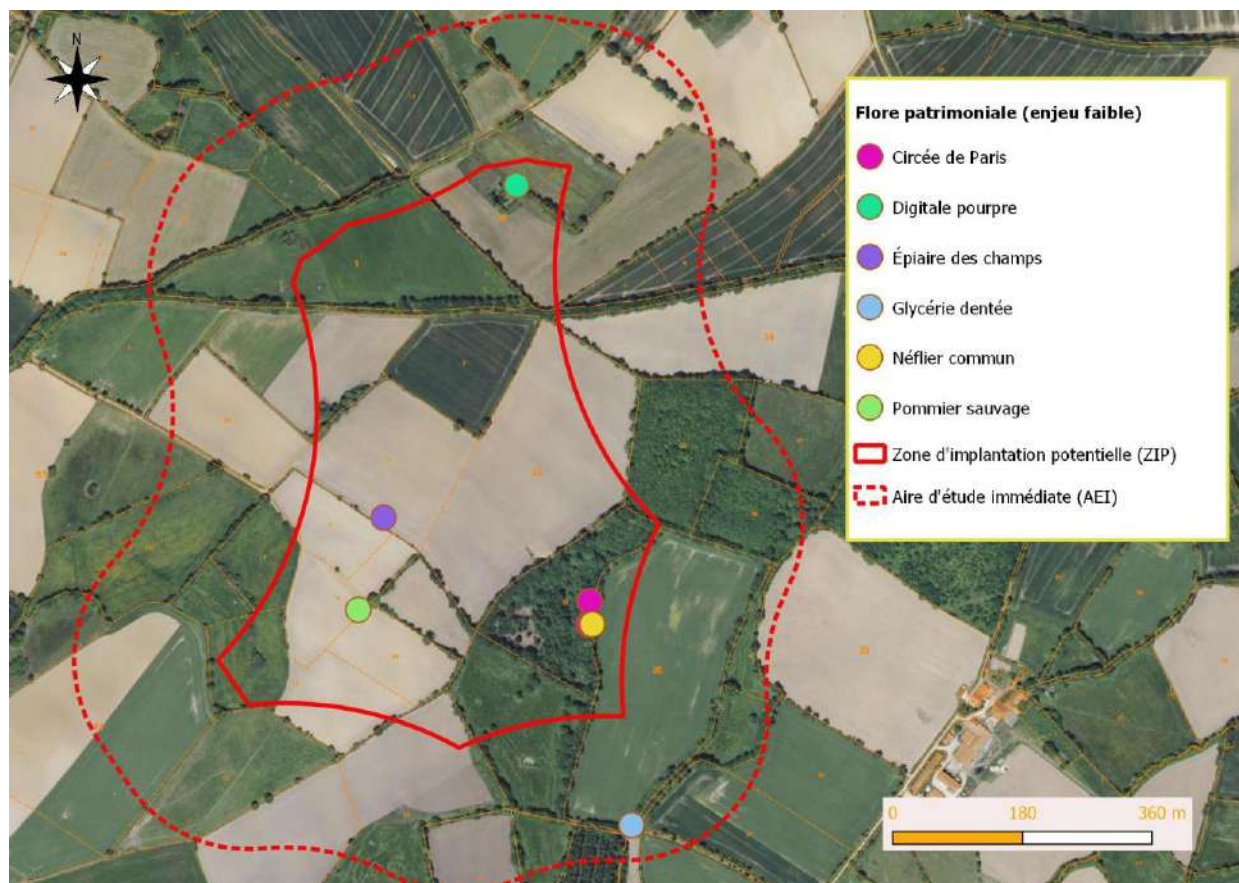 N
Flore patrimoniale (enjeu faible)
Circée de Paris
Digitale pourpre
Épiaire des champs
Glycérie dentée
Néflier commun
Pommier sauvage
Zone d'implantation potentielle (ZIP)
Aire d'étude immédiate (AEI)
0 180 360 m